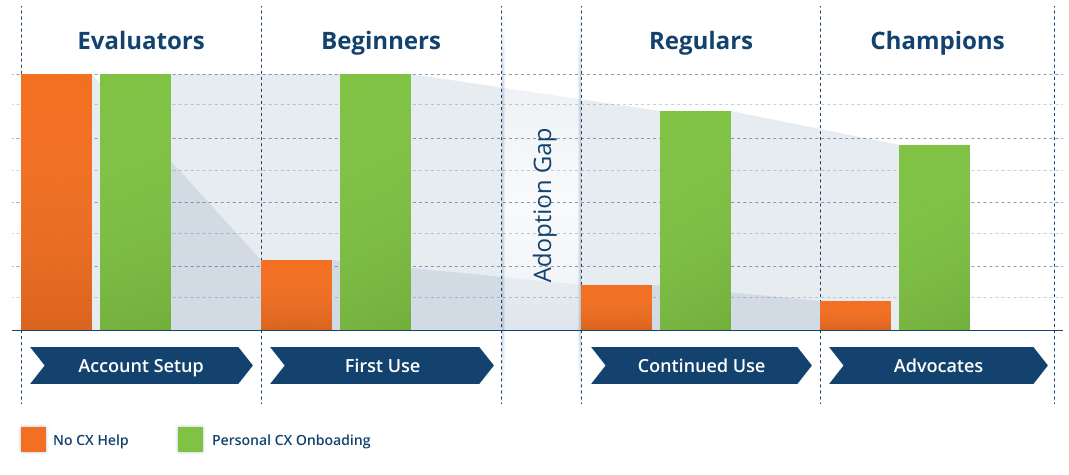 Evaluators
Beginners
Regulars
Champions
Adoption Gap
Account Setup
First Use
Continued Use
Advocates
No CX Help
Personal CX Onboading